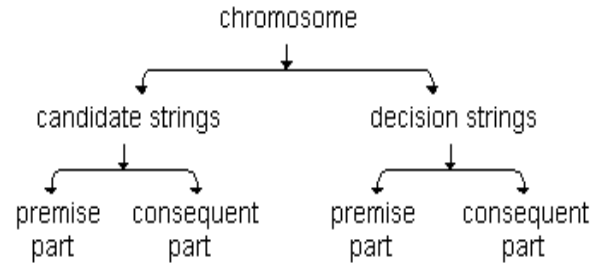 chromosome
candidate strings decision strings
premise consequent premise consequent
part part part part